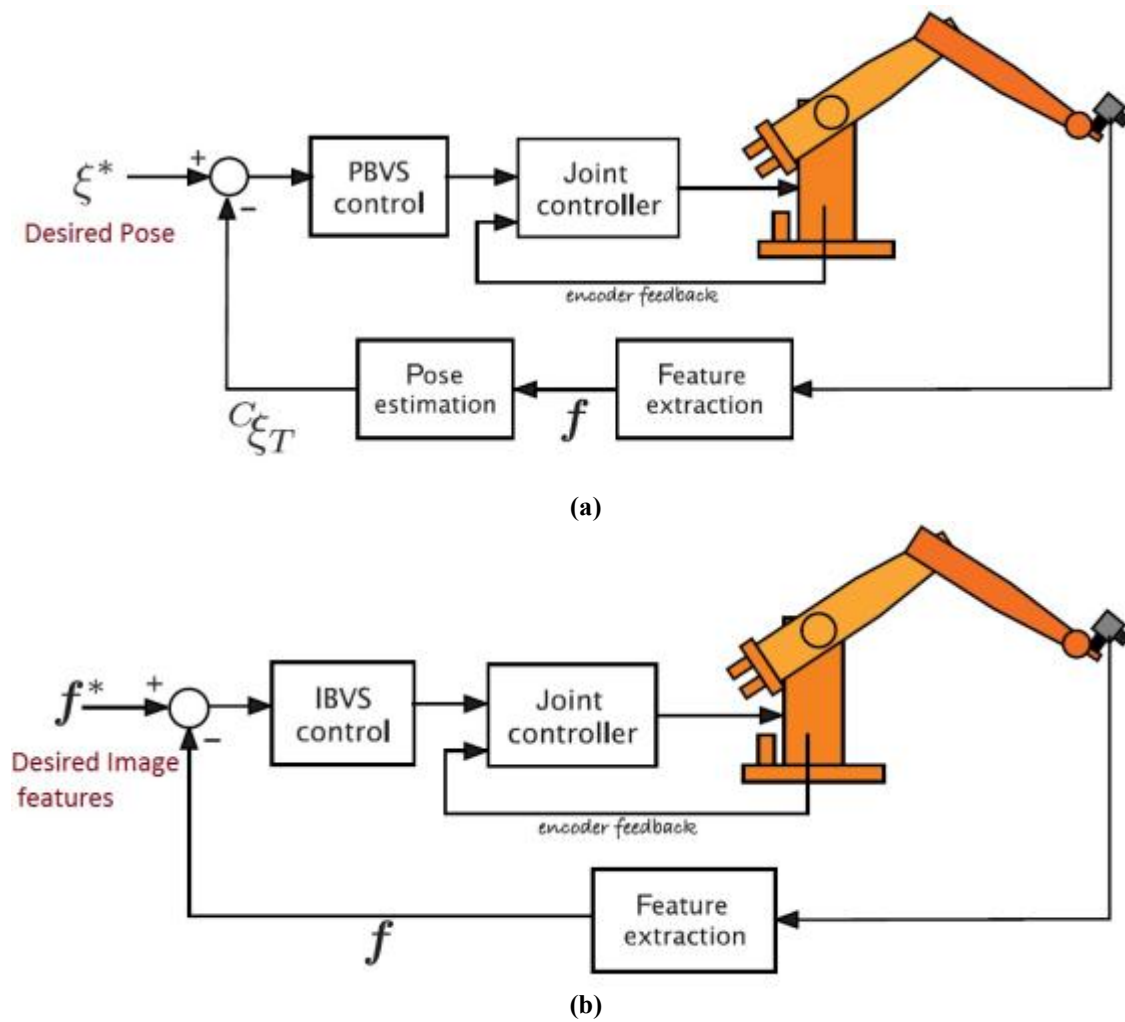 ξ*
+
−
Desired Pose
PBVS
control
Joint
controller
encoder feedback
Pose
estimation
Feature
extraction
f
CξT
(a)
f*
+
−
Desired Image
features
IBVS
control
Joint
controller
encoder feedback
Feature
extraction
f
(b)